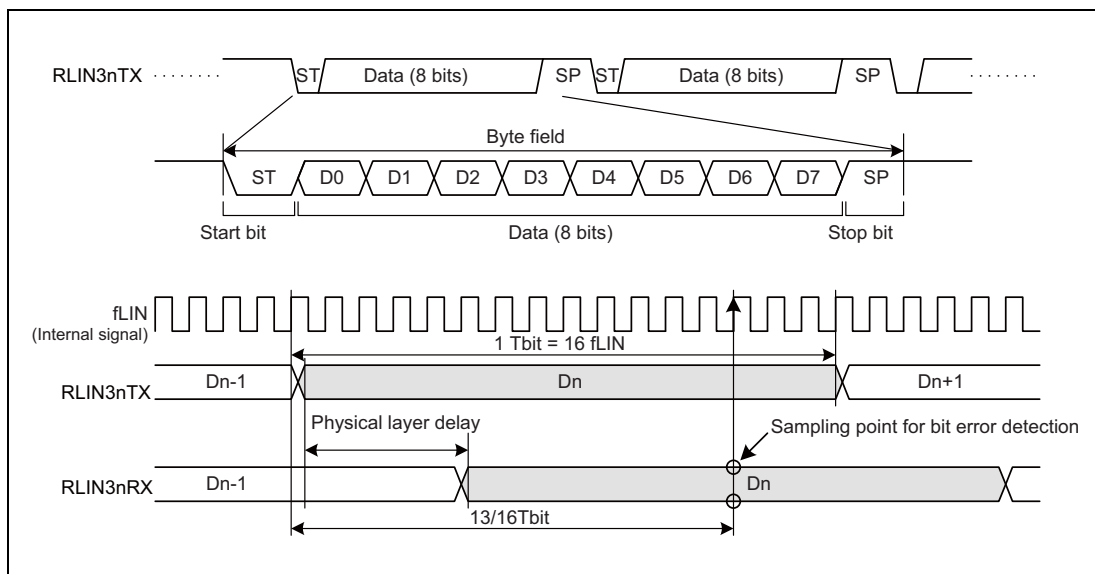 RLIN3nTX ST Data (8 bits) SP ST Data (8 bits) SP
Byte field
ST D0 D1 D2 D3 D4 D5 D6 D7 SP
Start bit Data (8 bits) Stop bit
fLIN
(Internal signal)
1 Tbit = 16 fLIN
RLIN3nTX Dn-1 Dn Dn+1
Physical layer delay
Sampling point for bit error detection
RLIN3nRX Dn-1 Dn
13/16Tbit